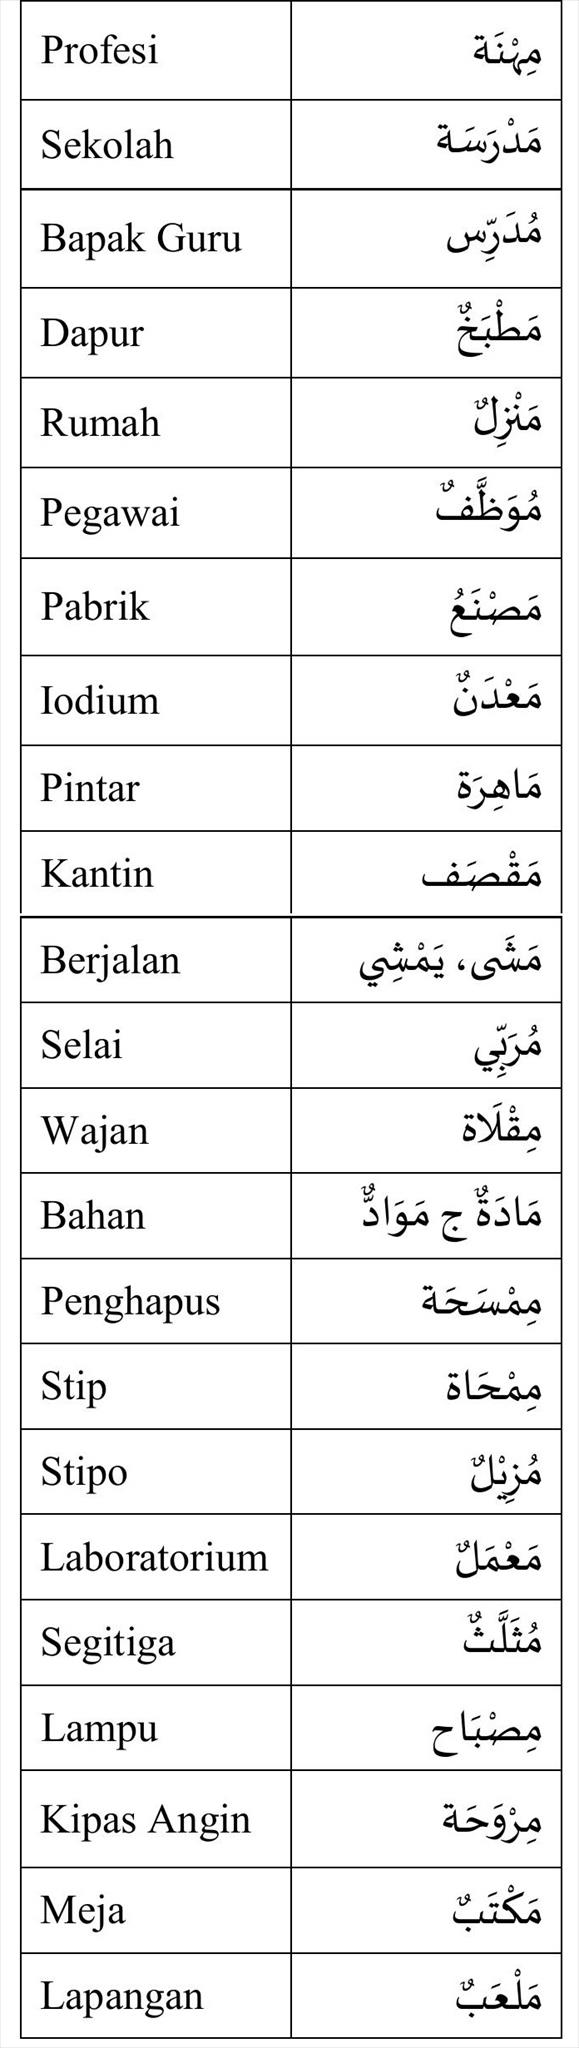 Profesi مِهْنَة
Sekolah مَدْرَسَة
Bapak Guru مُدَرِّس
Dapur مَطْبَخٌ
Rumah مَنْزِلٌ
Pegawai مُوَظَّفٌ
Pabrik مَصْنَعُ
Iodium مَعْدَنٌ
Pintar مَاهِرَة
Kantin مَقْصَف
Berjalan مَشَى، يَمْشِي
Selai مُرَبِّي
Wajan مِقْلَاة
Bahan مَادَةٌ ج مَوَادٌّ
Penghapus مِمْسَحَة
Stip مِمْحَاة
Stipo مُزِيْلٌ
Laboratorium مَعْمَلٌ
Segitiga مُثَلَّثٌ
Lampu مِصْبَاح
Kipas Angin مِرْوَحَة
Meja مَكْتَبٌ
Lapangan مَلْعَبٌ